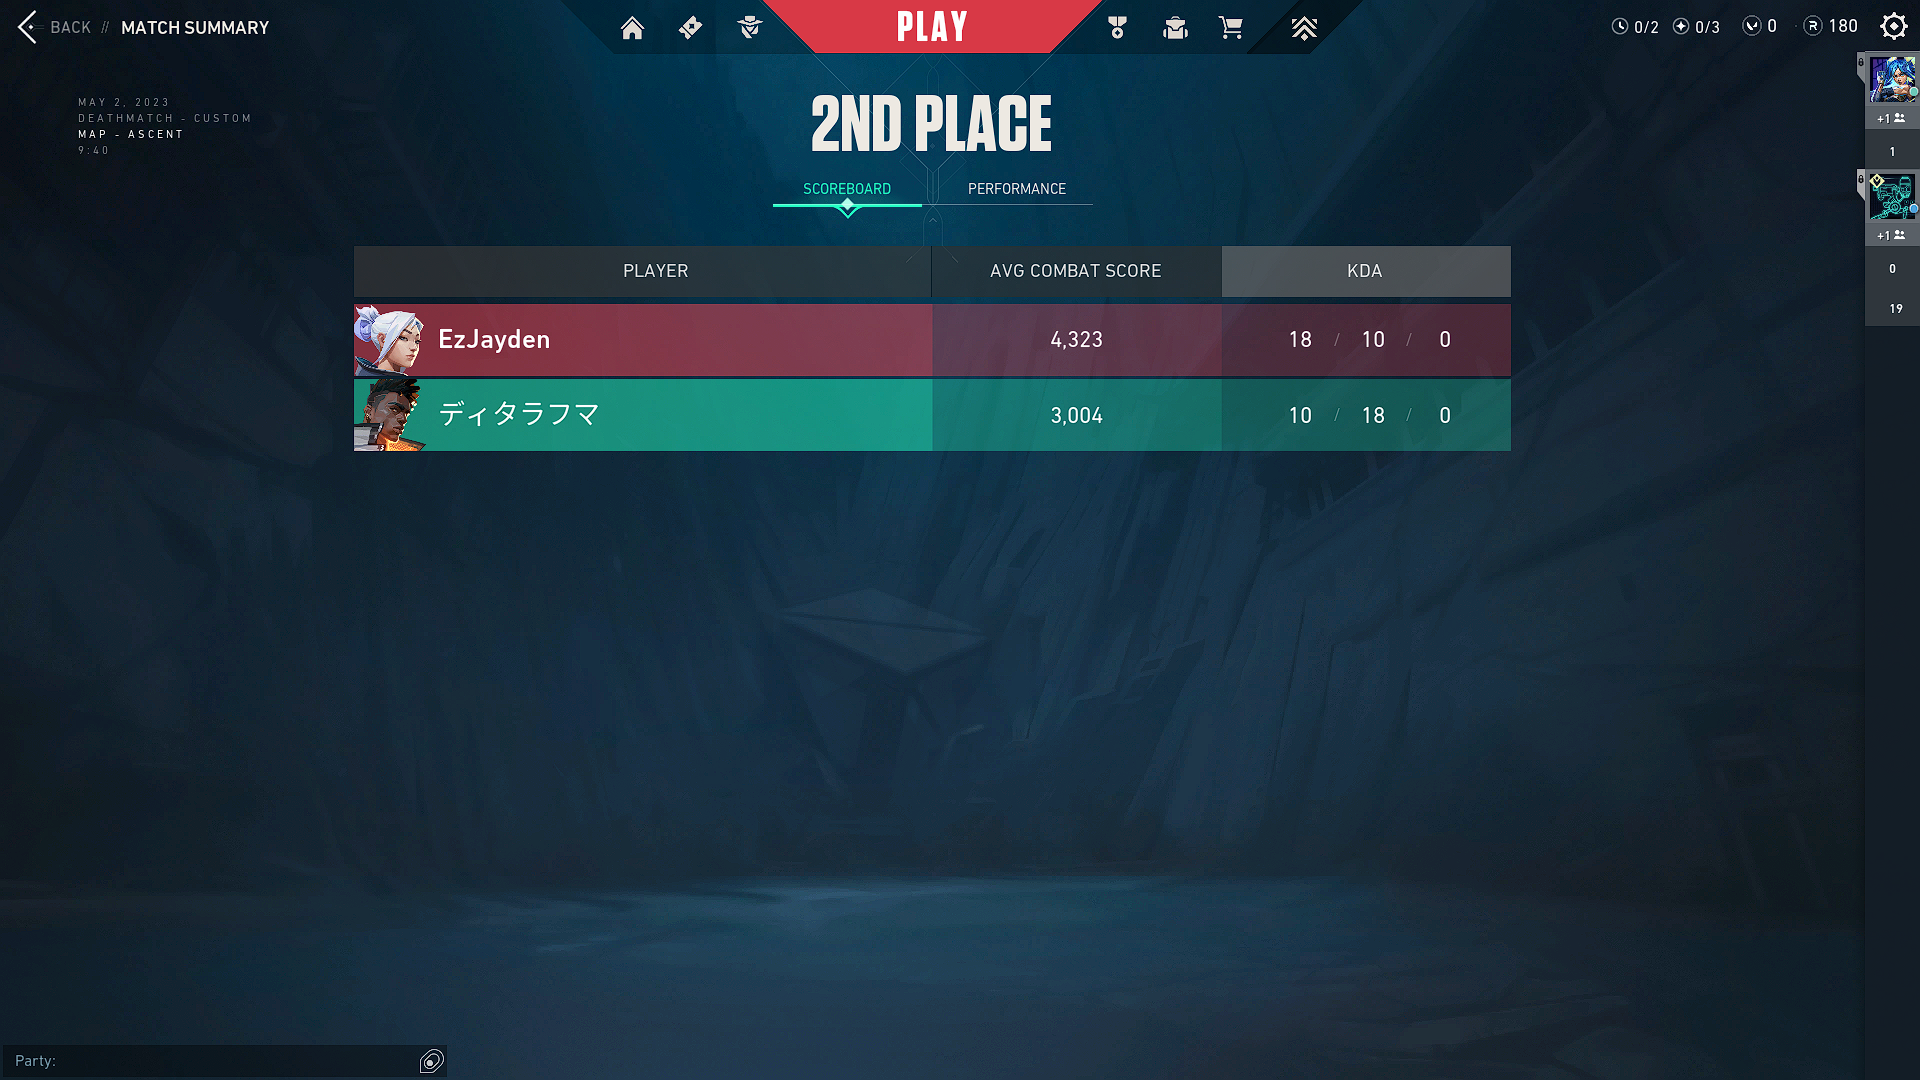 BACK // MATCH SUMMARY
PLAY
0/2 0/3 0 180
MAY 2, 2023
DEATHMATCH - CUSTOM
MAP - ASCENT
9:40
2ND PLACE
SCOREBOARD PERFORMANCE
PLAYER AVG COMBAT SCORE KDA
EzJayden 4,323 18 / 10 / 0
ディタラフマ 3,004 10 / 18 / 0
+1
1
+1
0
19
Party: